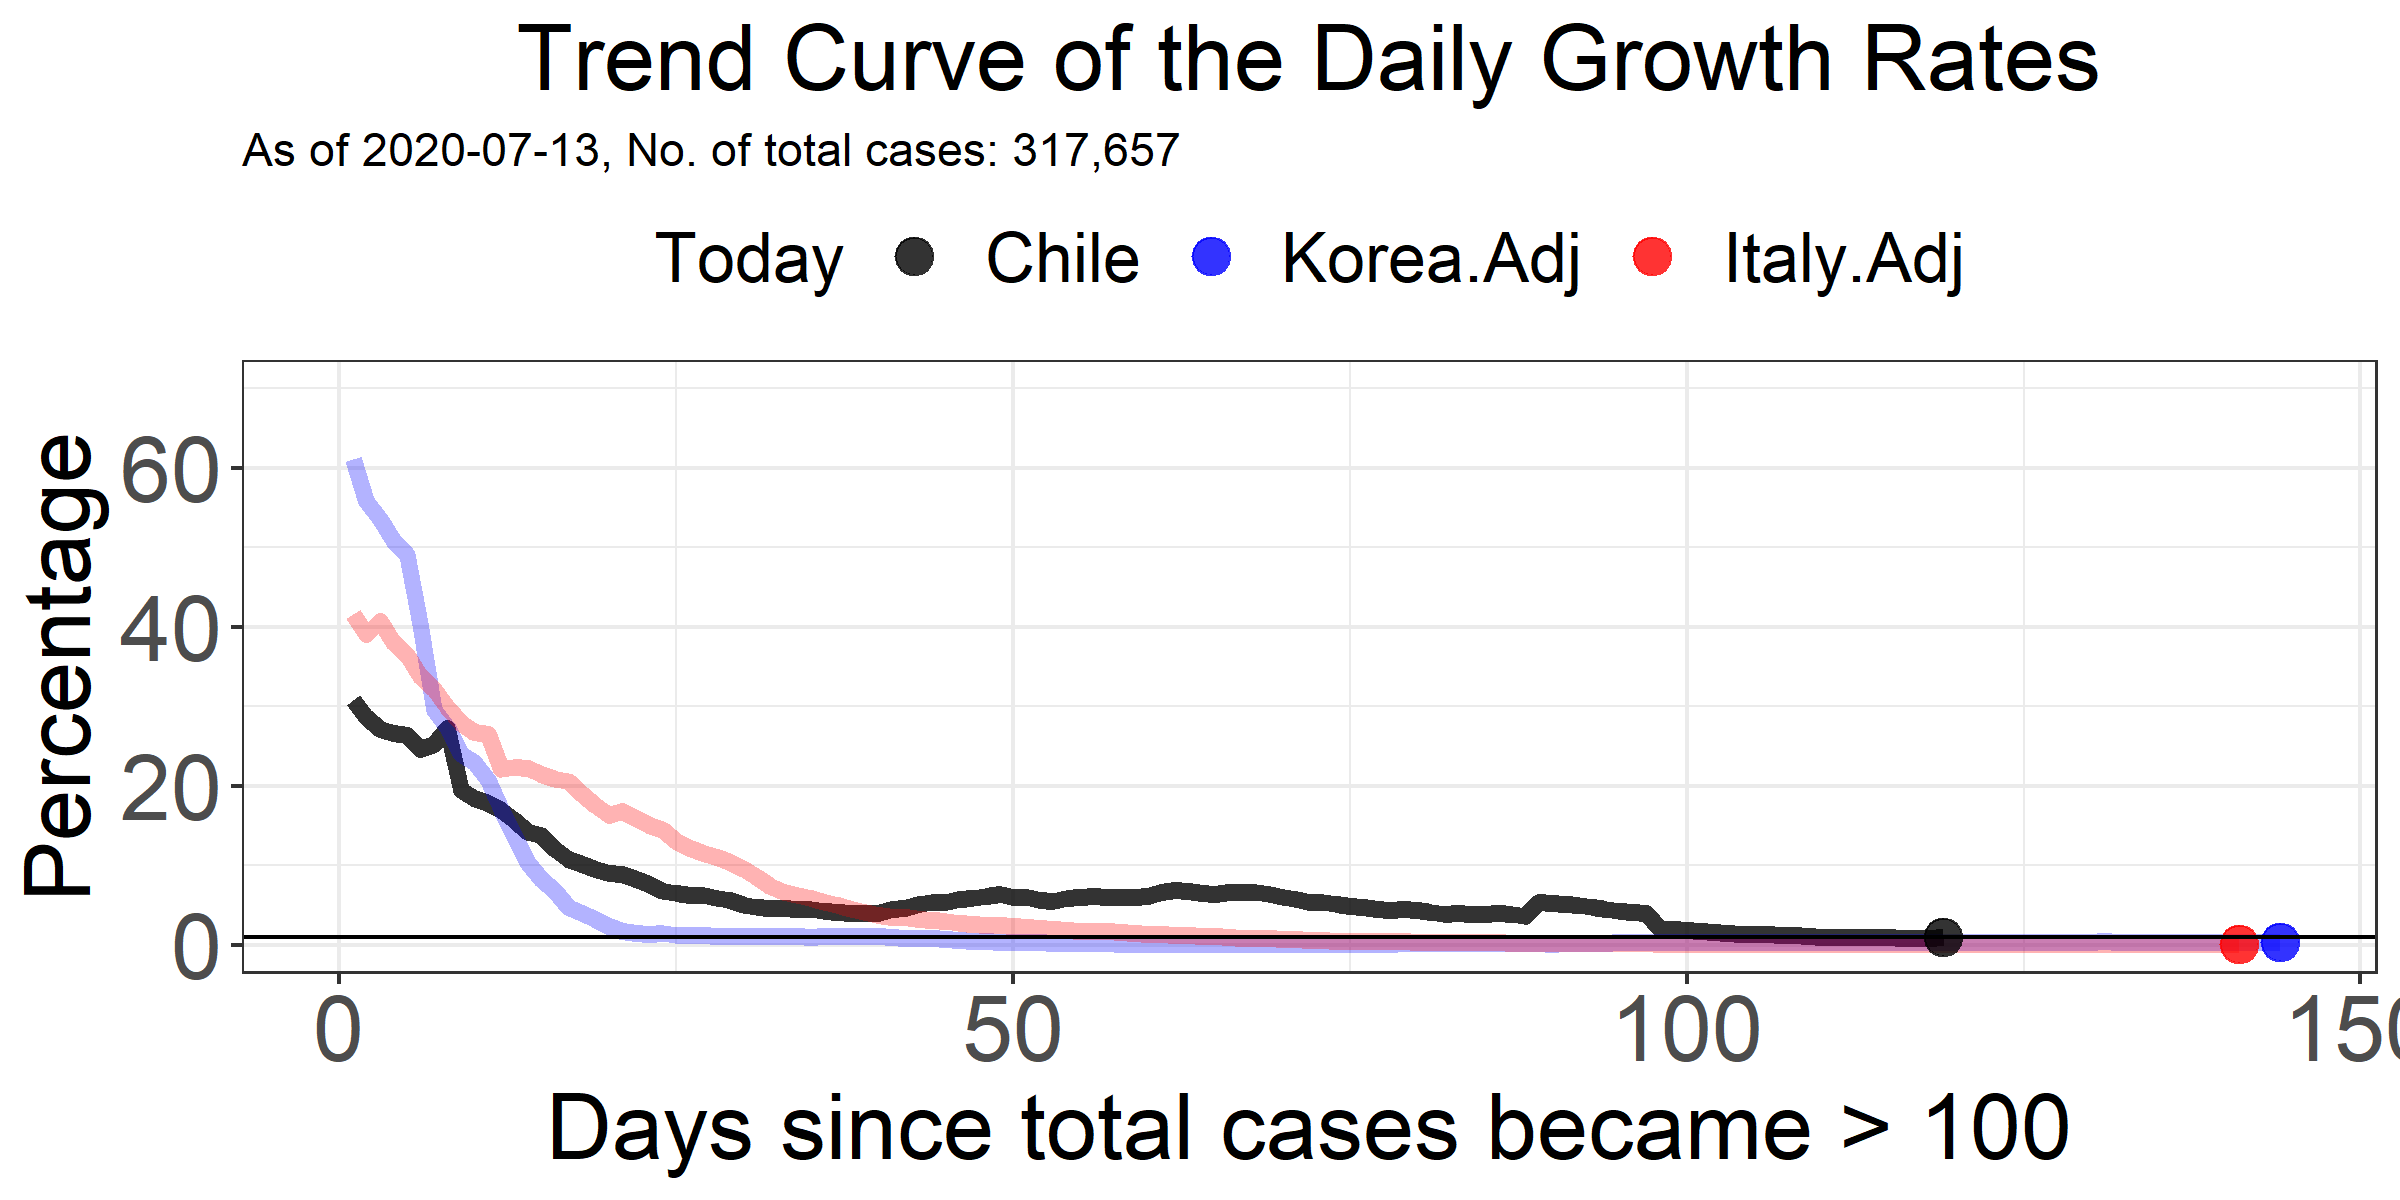 Trend Curve of the Daily Growth Rates
As of 2020-07-13, No. of total cases: 317,657
Today Chile Korea.Adj Italy.Adj
Percentage
60
40
20
0
0 50 100 150
Days since total cases became > 100